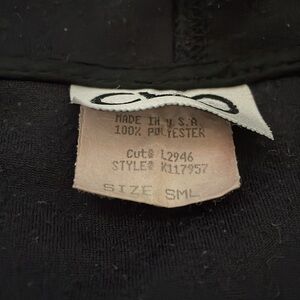 MADE IN U.S.A.
100% POLYESTER
Cut# L2946
STYLE# K117957
SIZE SML